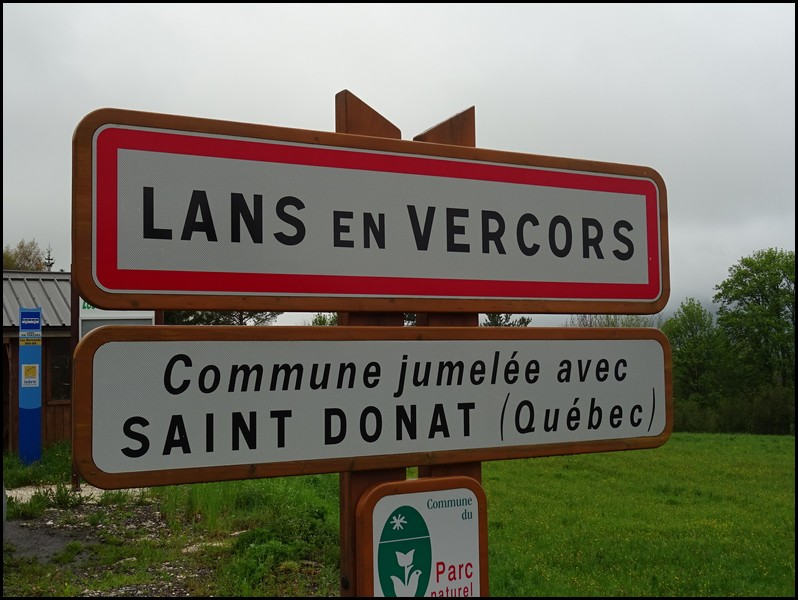 LANS EN VERCORS
Commune jumelée avec
SAINT DONAT (Québec)
Commune
du
Parc
naturel